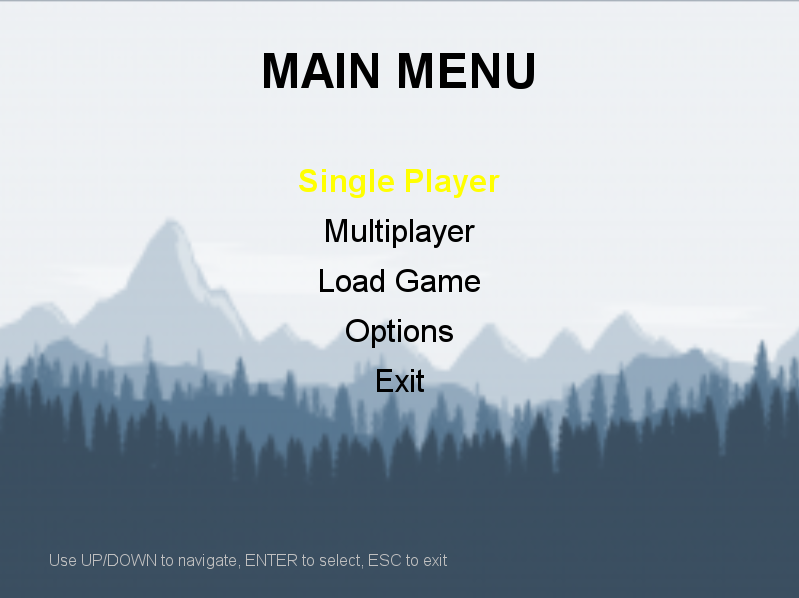 MAIN MENU
Single Player
Multiplayer
Load Game
Options
Exit
Use UP/DOWN to navigate, ENTER to select, ESC to exit